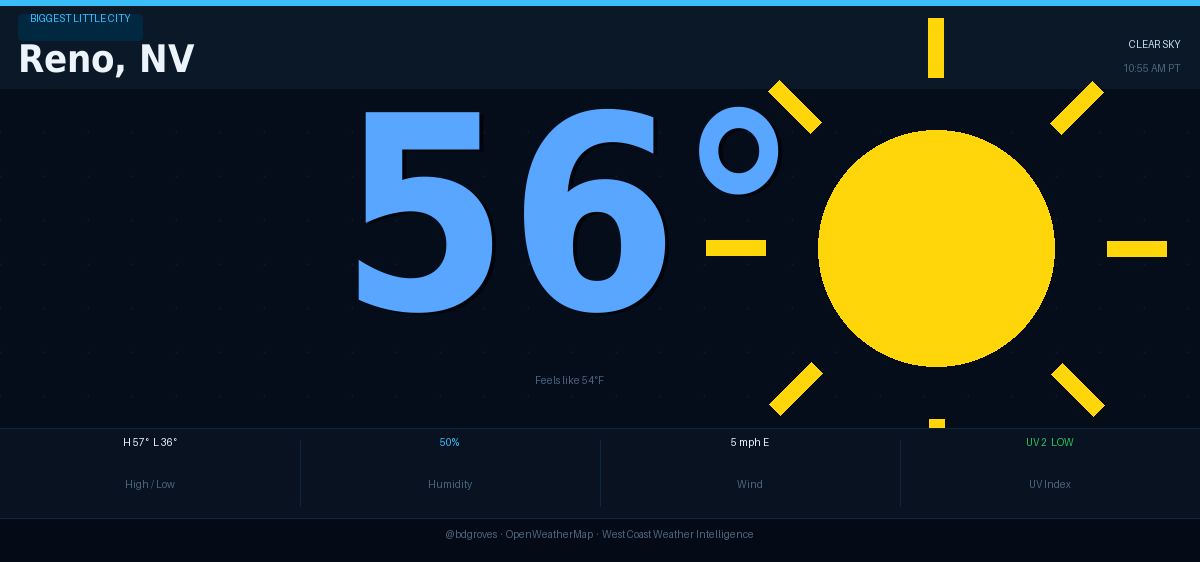 BIGGEST LITTLE CITY
Reno, NV
CLEAR SKY
10:55 AM PT
56°
Feels like 54°F
H 57° L 36°
High / Low
50%
Humidity
5 mph E
Wind
UV 2 LOW
UV Index
@bdgroves · OpenWeatherMap · West Coast Weather Intelligence